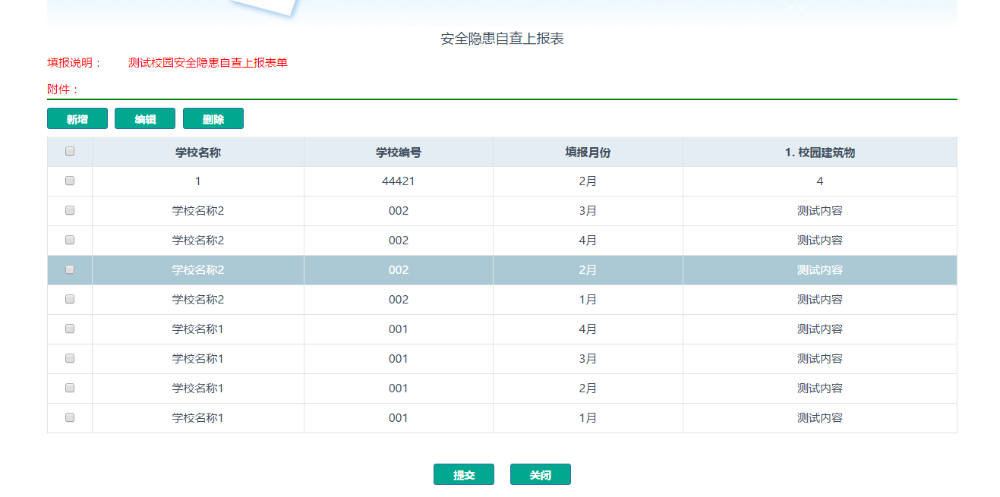 安全隐患自查上报表
填报说明： 测试校园安全隐患自查上报表单
附件：
新增 编辑 删除
学校名称 学校编号 填报月份 1. 校园建筑物
1 44421 2月 4
学校名称2 002 3月 测试内容
学校名称2 002 4月 测试内容
学校名称2 002 2月 测试内容
学校名称2 002 1月 测试内容
学校名称1 001 4月 测试内容
学校名称1 001 3月 测试内容
学校名称1 001 2月 测试内容
学校名称1 001 1月 测试内容
提交 关闭